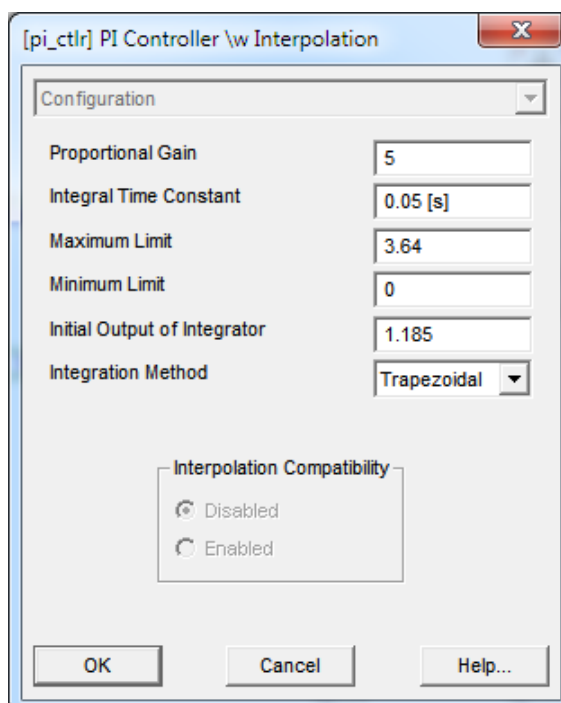 [pi_ctlr] PI Controller \w Interpolation
Configuration
Proportional Gain 5
Integral Time Constant 0.05 [s]
Maximum Limit 3.64
Minimum Limit 0
Initial Output of Integrator 1.185
Integration Method Trapezoidal
Interpolation Compatibility
Disabled
Enabled
OK Cancel Help...